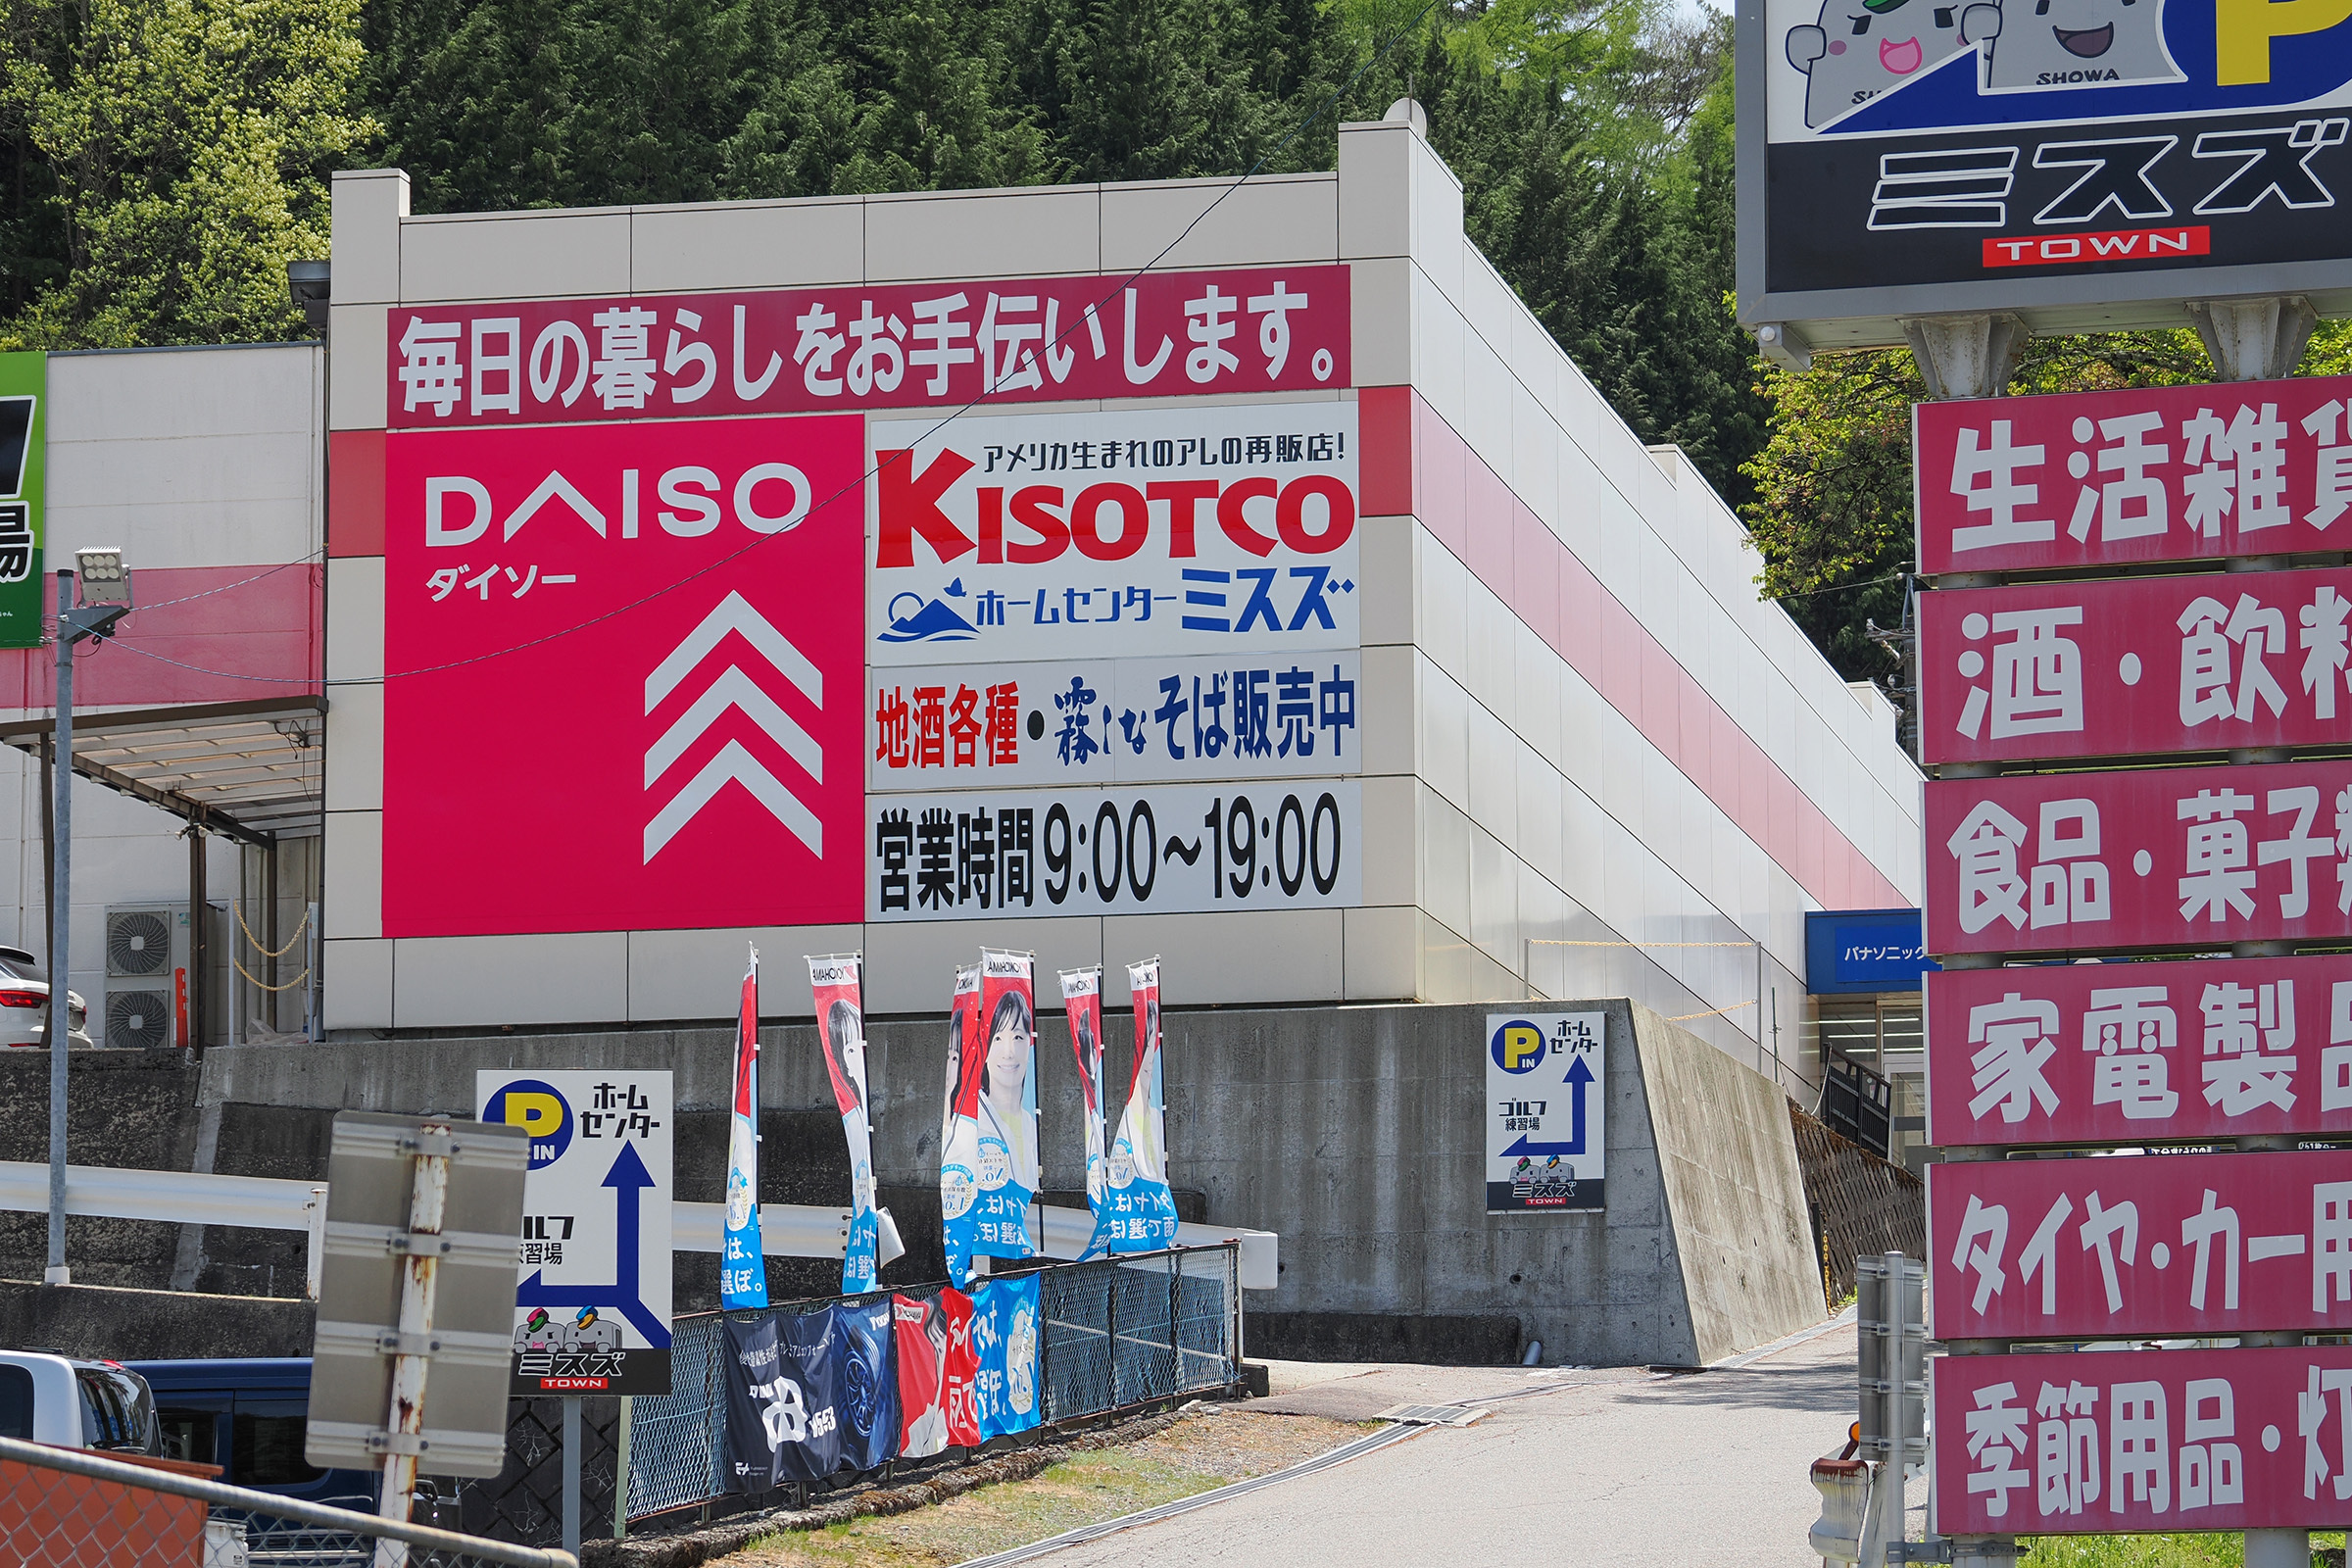 毎日の暮らしをお手伝いします。
DAISO
ダイソー
アメリカ生まれのアレの再販店!
KISOTCO
ホームセンターミスズ
地酒各種・霧しなそば販売中
営業時間9:00～19:00
SHOWA
P
ミスズ
TOWN
生活雑貨
酒・飲料
食品・菓子類
家電製品
タイヤ・カー用
季節用品・灯
パナソニック
場
P IN
ホーム
センター
ゴルフ
練習場
ミスズ
TOWN
P IN
ホーム
センター
ルフ
練習場
ミスズ
TOWN
YOKOHAMA